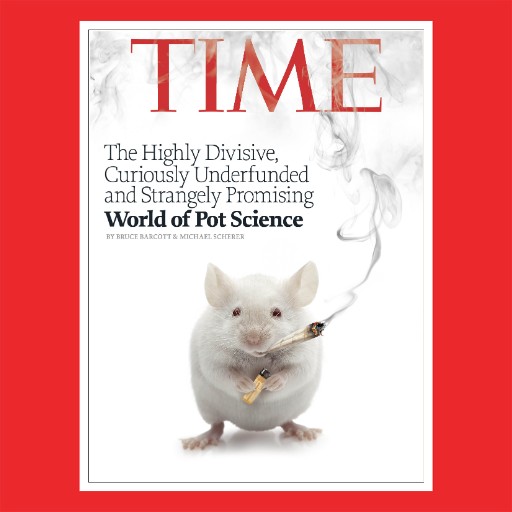 TIME
The Highly Divisive,
Curiously Underfunded
and Strangely Promising
World of Pot Science
BY BRUCE BARCOTT & MICHAEL SCHERER